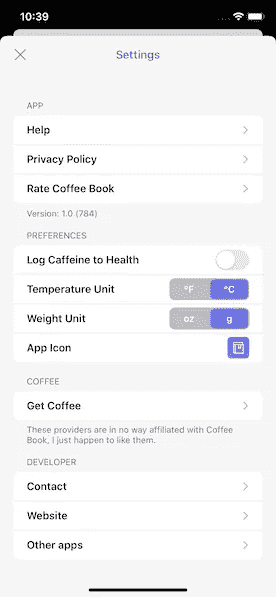 10:39
Settings
APP
Help
Privacy Policy
Rate Coffee Book
Version: 1.0 (784)
PREFERENCES
Log Caffeine to Health
Temperature Unit °F °C
Weight Unit oz g
App Icon
COFFEE
Get Coffee
These providers are in no way affiliated with Coffee
Book, I just happen to like them.
DEVELOPER
Contact
Website
Other apps